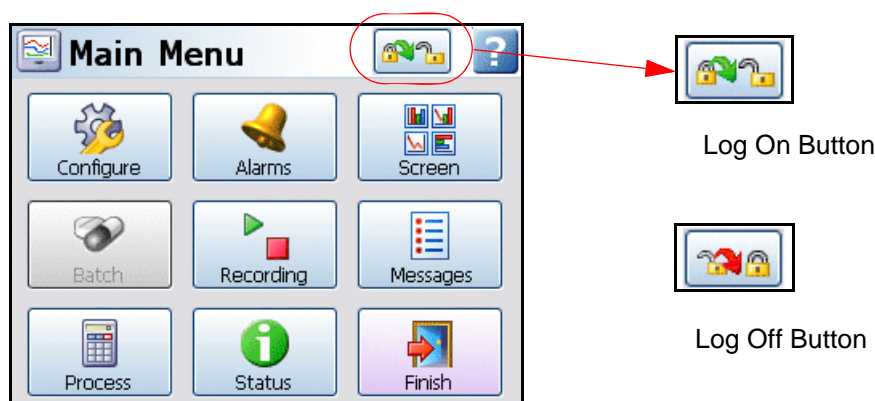 Main Menu
?
Log On Button
Configure
Alarms
Screen
Batch
Recording
Messages
Log Off Button
Process
Status
Finish